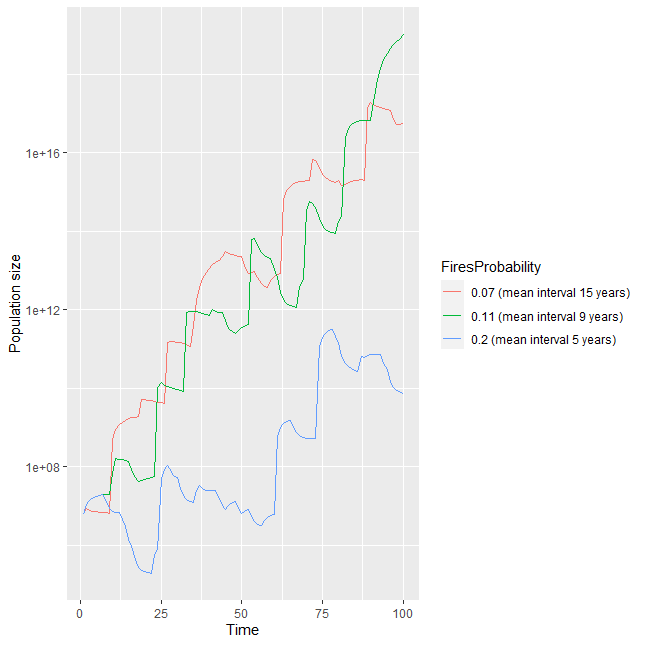 Population size
1e+16
1e+12
1e+08
0 25 50 75 100
Time
FiresProbability
0.07 (mean interval 15 years)
0.11 (mean interval 9 years)
0.2 (mean interval 5 years)